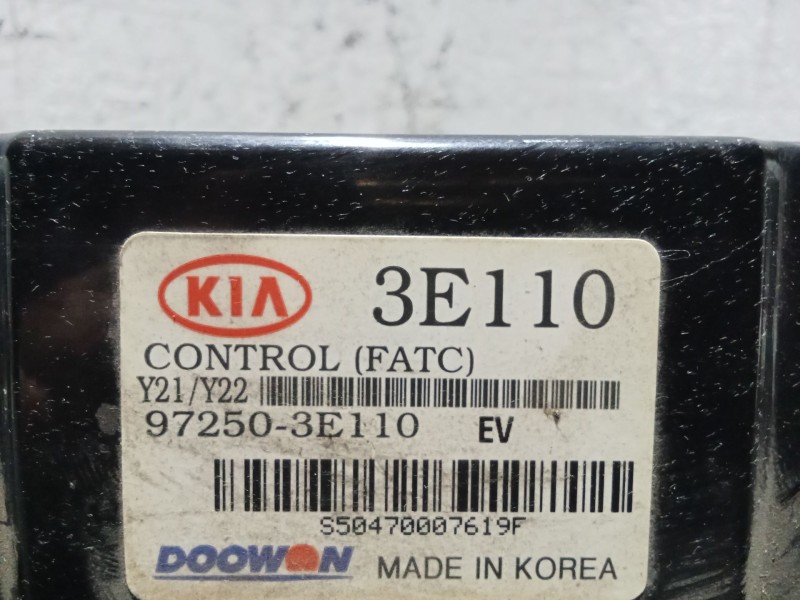 KIA 3E110
CONTROL (FATC)
Y21/Y22
97250-3E110 EV
S50470007619F
DOOWON MADE IN KOREA